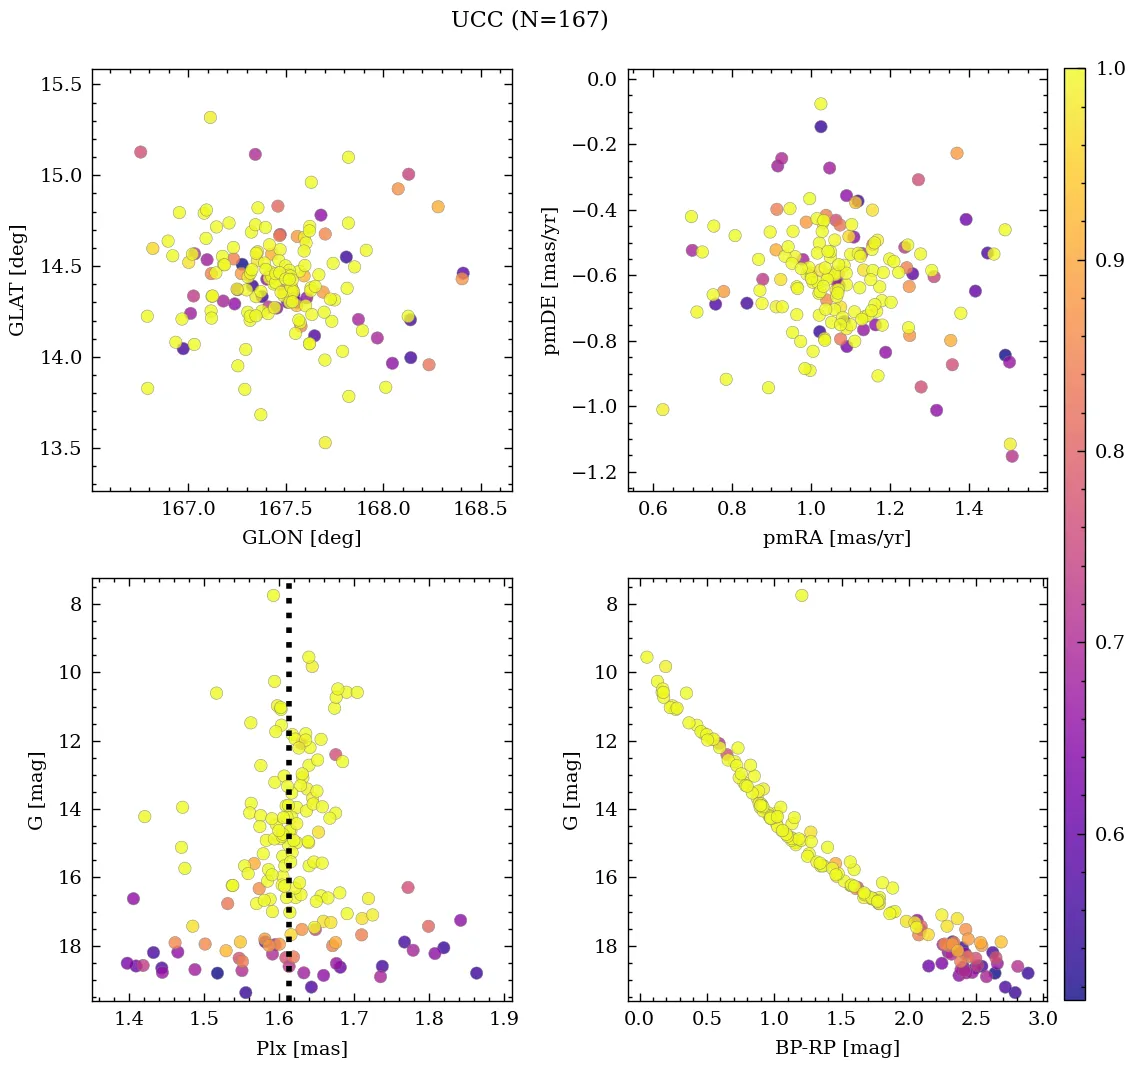 UCC (N=167)
15.5
15.0
14.5
14.0
13.5
GLAT [deg]
167.0 167.5 168.0 168.5
GLON [deg]
0.0
−0.2
−0.4
−0.6
−0.8
−1.0
−1.2
pmDE [mas/yr]
0.6 0.8 1.0 1.2 1.4
pmRA [mas/yr]
1.0
0.9
0.8
0.7
0.6
8
10
12
14
16
18
G [mag]
1.4 1.5 1.6 1.7 1.8 1.9
Plx [mas]
8
10
12
14
16
18
G [mag]
0.0 0.5 1.0 1.5 2.0 2.5 3.0
BP-RP [mag]